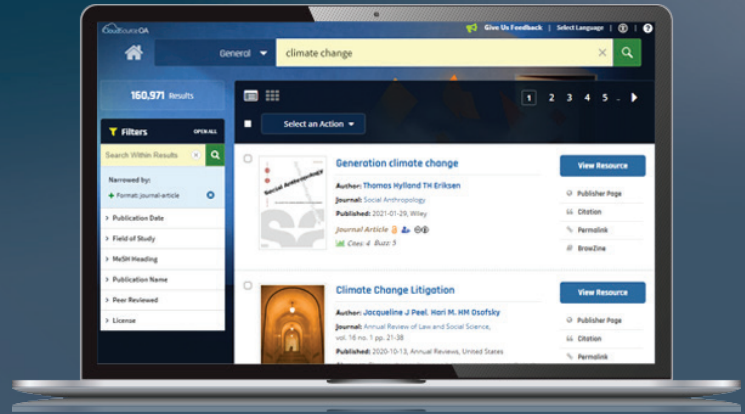 CloudSource OA
Give Us Feedback | Select Language |
General climate change
160,971 Results
1 2 3 4 5 ..
Select an Action
Filters OPEN ALL
Search Within Results
Narrowed by:
+ Format: journal-article
> Publication Date
> Field of Study
> MeSH Heading
> Publication Name
> Peer Reviewed
> License
Social Anthropology
Generation climate change
Author: Thomas Hylland TH Eriksen
Journal: Social Anthropology
Published: 2021-01-29, Wiley
Journal Article
Cites: 4 Buzz: 5
View Resource
Publisher Page
Citation
Permalink
BrowZine
Climate Change Litigation
Author: Jacqueline J Peel, Hari M. HM Osofsky
Journal: Annual Review of Law and Social Science,
vol. 16 no. 1 pp. 21-38
Published: 2020-10-13, Annual Reviews, United States
View Resource
Publisher Page
Citation
Permalink